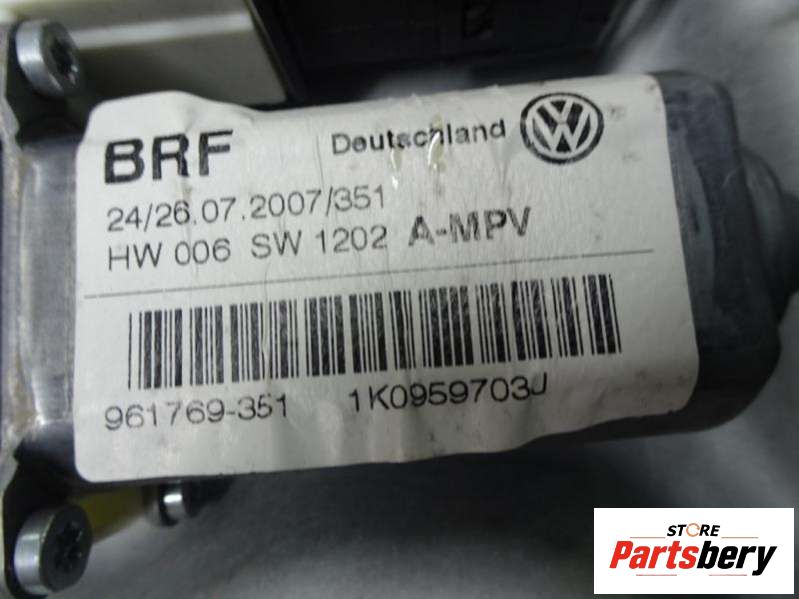 BRF
Deutschland
24/26.07.2007/351
HW 006 SW 1202 A-MPV
961769-351 1K0959703J
STORE
Partsbery